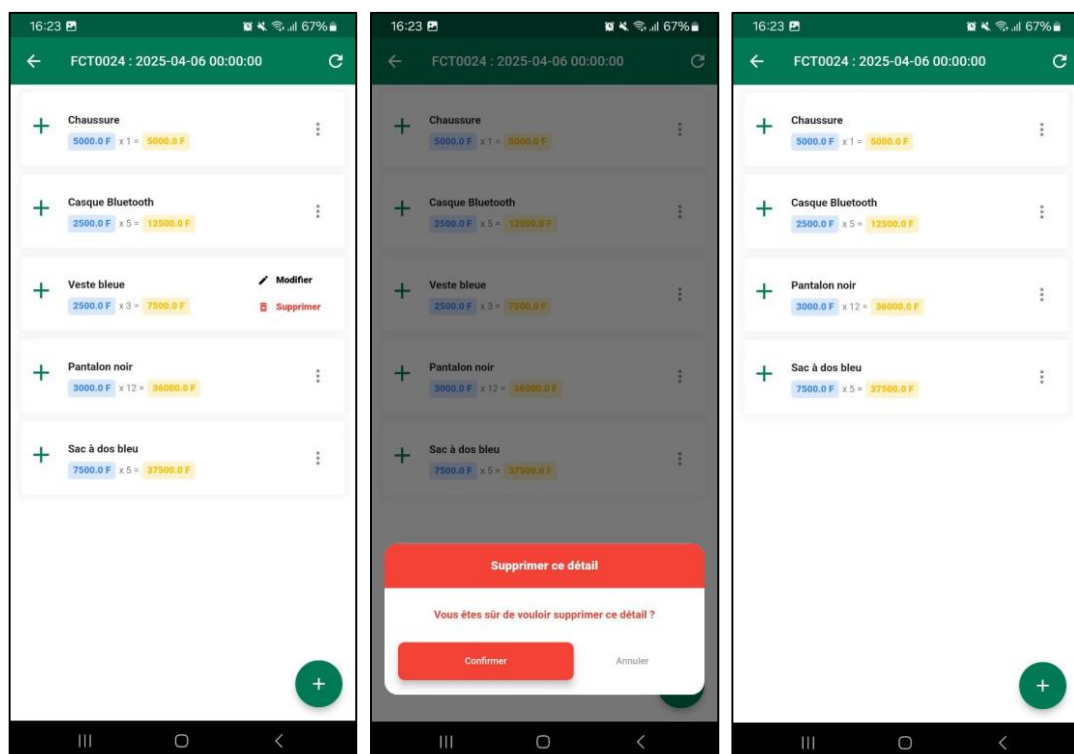 16:23 67%
FCT0024 : 2025-04-06 00:00:00
Chaussure
5000.0 F x 1 = 5000.0 F
Casque Bluetooth
2500.0 F x 5 = 12500.0 F
Veste bleue
2500.0 F x 3 = 7500.0 F
Modifier
Supprimer
Pantalon noir
3000.0 F x 12 = 36000.0 F
Sac à dos bleu
7500.0 F x 5 = 37500.0 F
16:23 67%
FCT0024 : 2025-04-06 00:00:00
Chaussure
5000.0 F x 1 = 5000.0 F
Casque Bluetooth
2500.0 F x 5 = 12500.0 F
Veste bleue
2500.0 F x 3 = 7500.0 F
Pantalon noir
3000.0 F x 12 = 36000.0 F
Sac à dos bleu
7500.0 F x 5 = 37500.0 F
Supprimer ce détail
Vous êtes sûr de vouloir supprimer ce détail ?
Confirmer Annuler
16:23 67%
FCT0024 : 2025-04-06 00:00:00
Chaussure
5000.0 F x 1 = 5000.0 F
Casque Bluetooth
2500.0 F x 5 = 12500.0 F
Pantalon noir
3000.0 F x 12 = 36000.0 F
Sac à dos bleu
7500.0 F x 5 = 37500.0 F